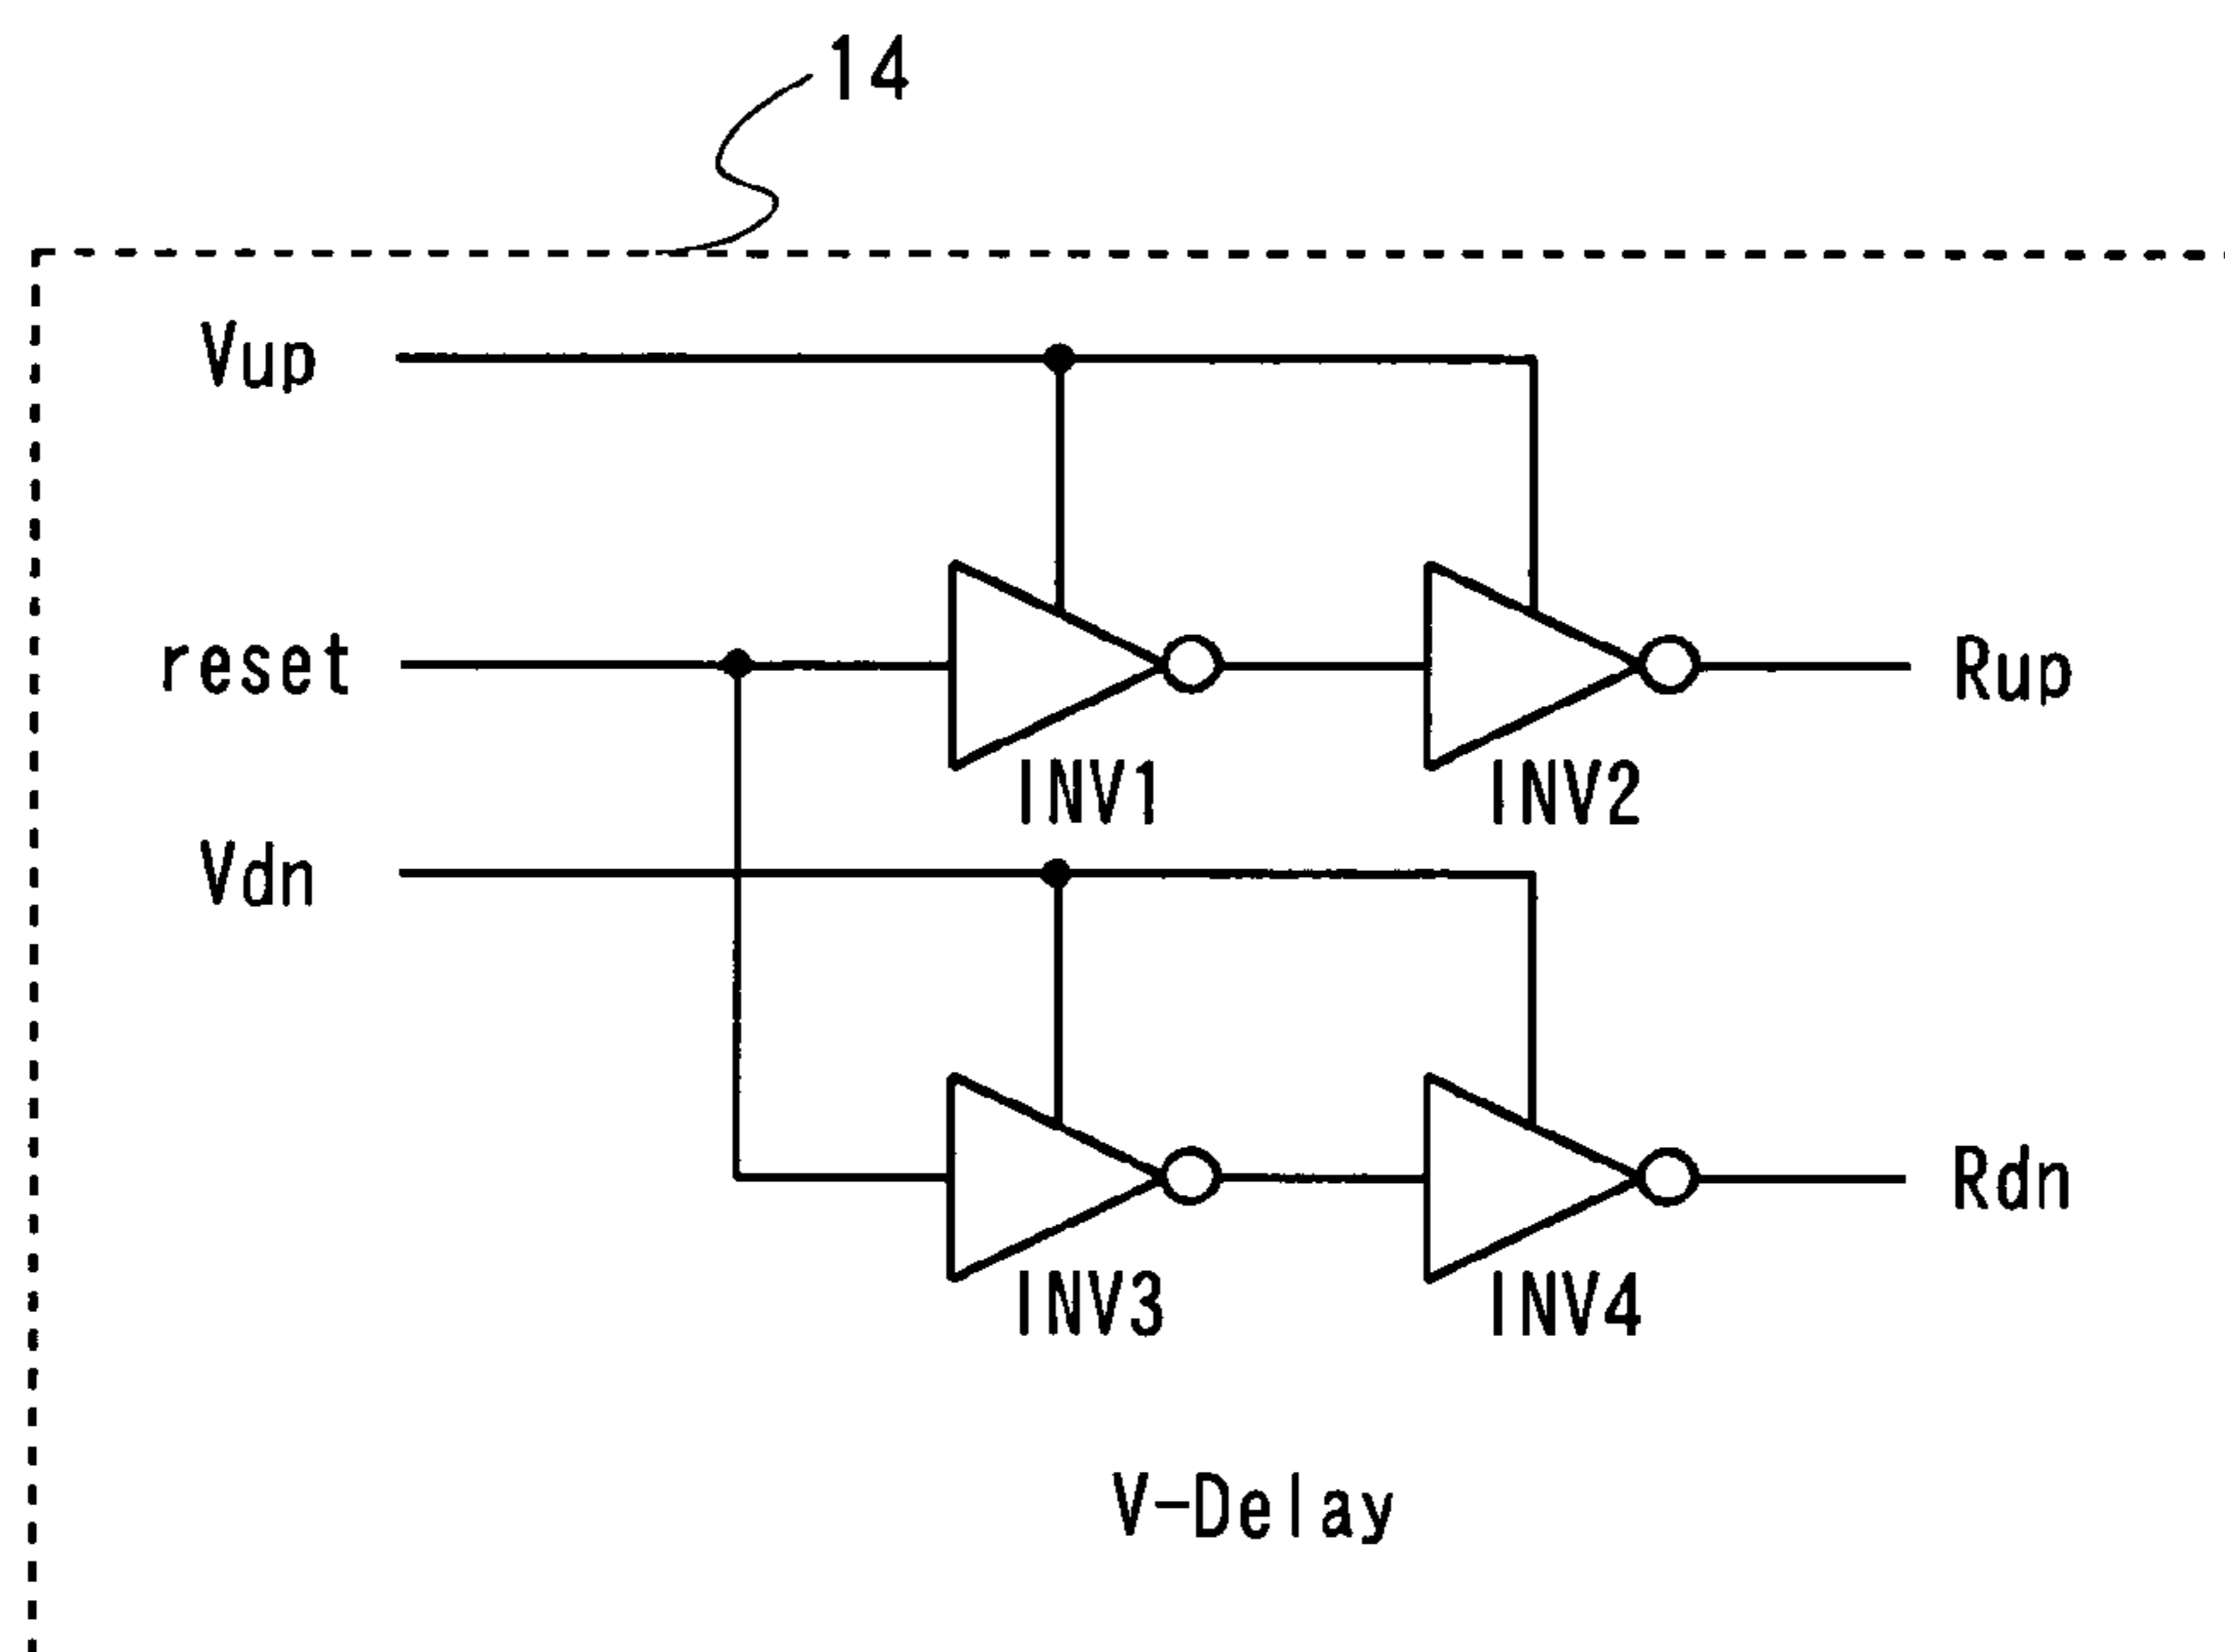 14
Vup
reset
Rup
INV1
INV2
Vdn
Rdn
INV3
INV4
V-Delay